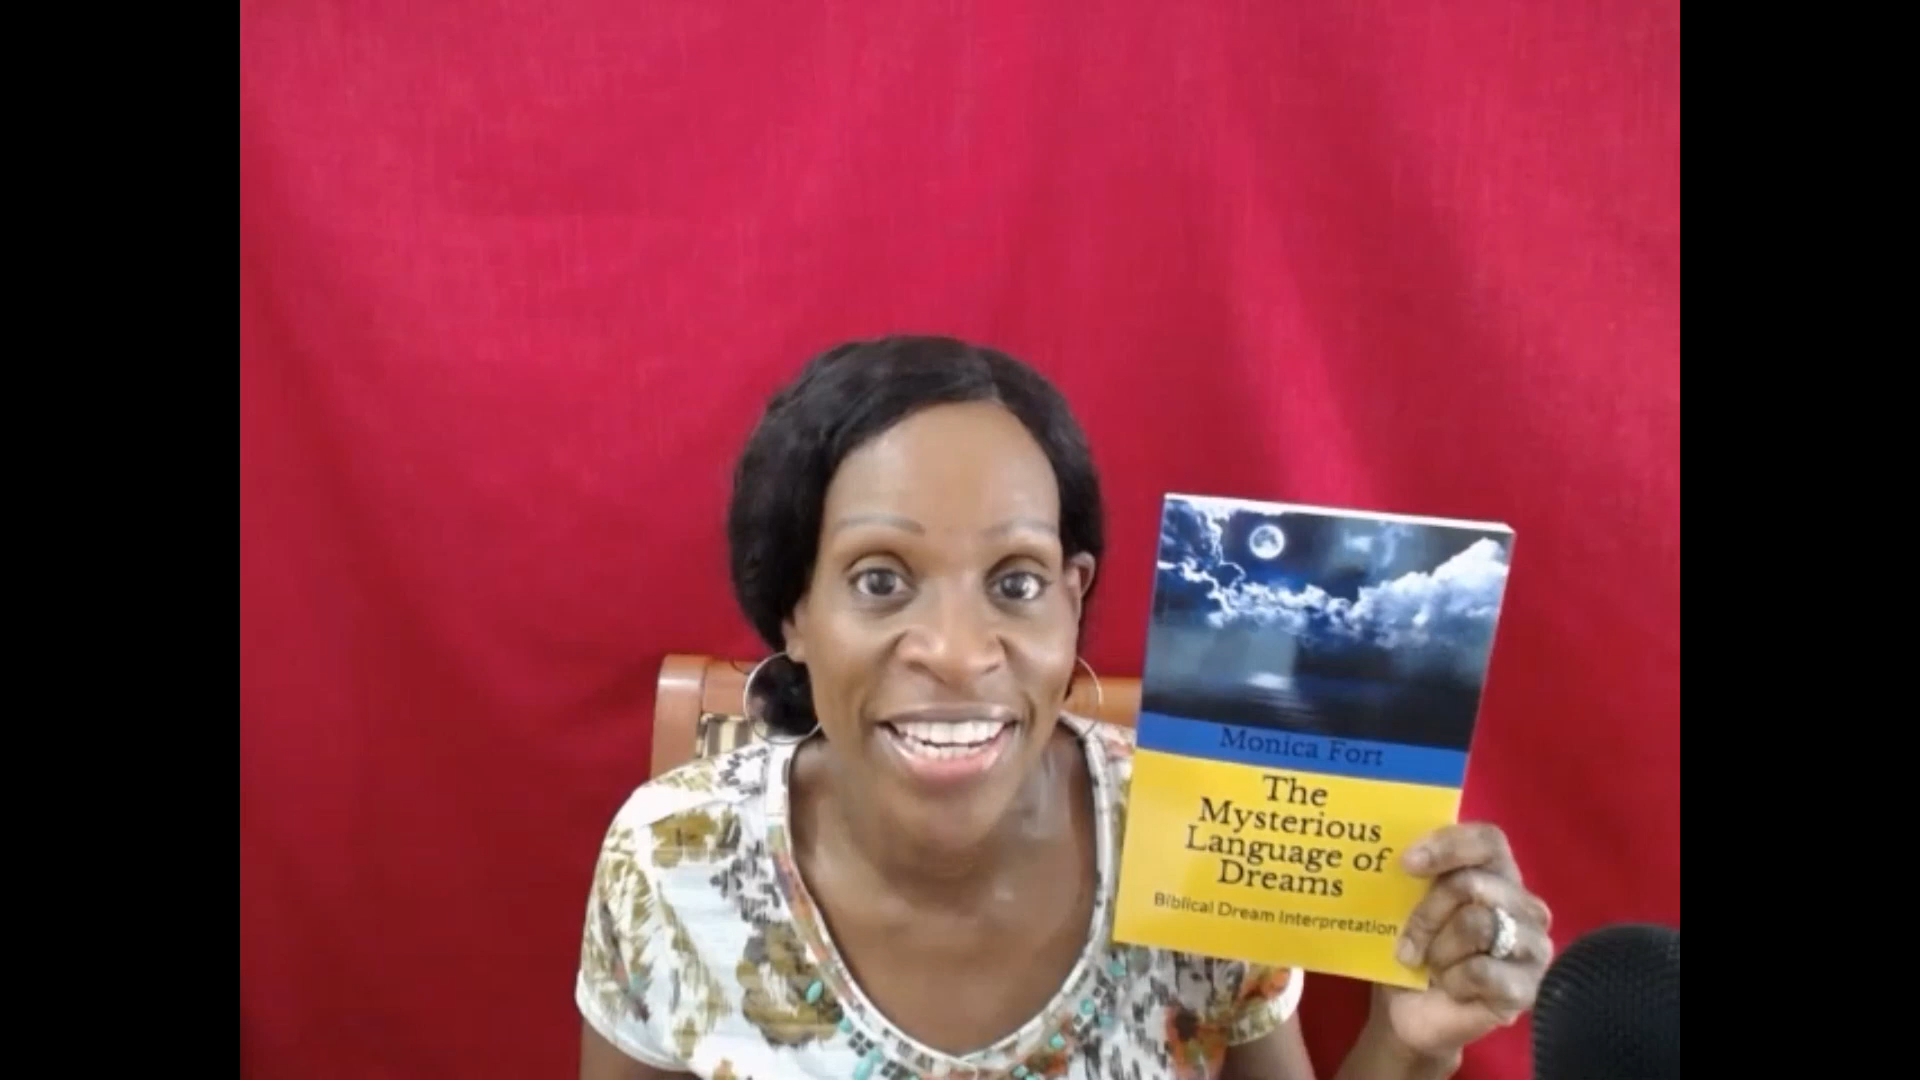 Monica Fort
The
Mysterious
Language of
Dreams
Biblical Dream Interpretation